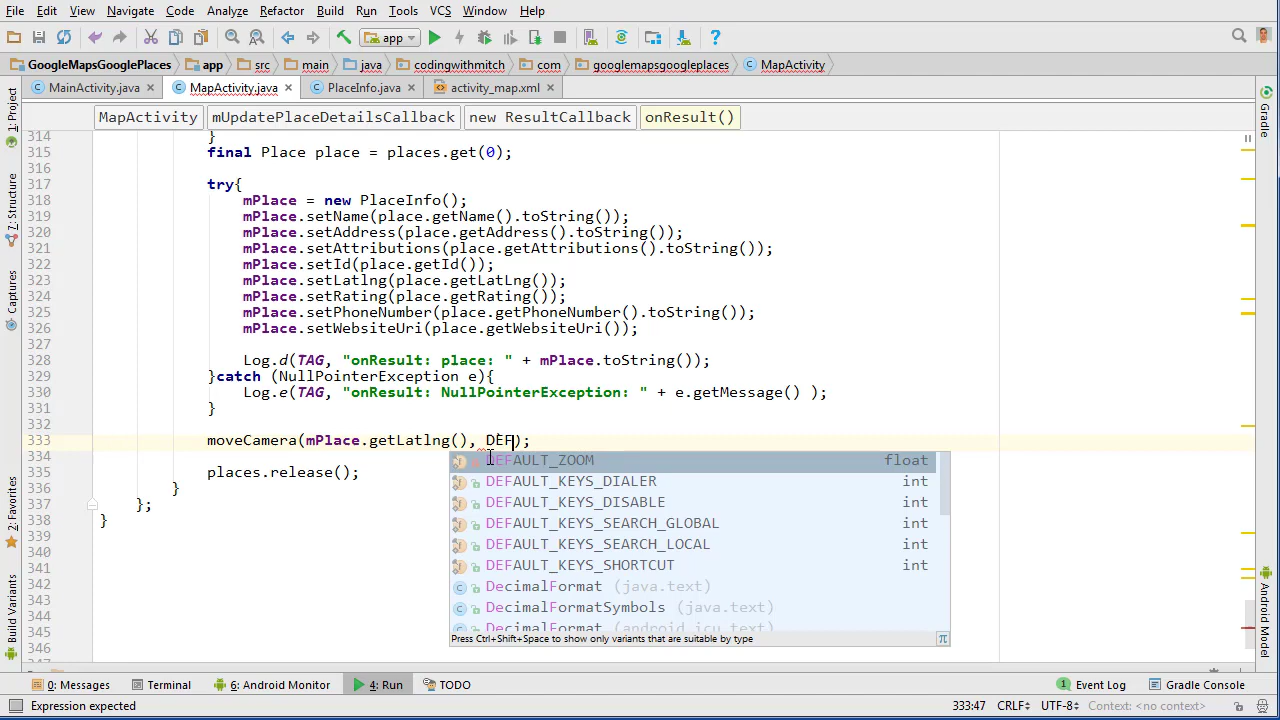 File Edit View Navigate Code Analyze Refactor Build Run Tools VCS Window Help
app
GoogleMapsGooglePlaces app src main java codingwithmitch com googlemapsgoogleplaces MapActivity
MainActivity.java MapActivity.java PlaceInfo.java activity_map.xml
MapActivity mUpdatePlaceDetailsCallback new ResultCallback onResult()
314 }
315 final Place place = places.get(0);
316
317 try{
318 mPlace = new PlaceInfo();
319 mPlace.setName(place.getName().toString());
320 mPlace.setAddress(place.getAddress().toString());
321 mPlace.setAttributions(place.getAttributions().toString());
322 mPlace.setId(place.getId());
323 mPlace.setLatlng(place.getLatLng());
324 mPlace.setRating(place.getRating());
325 mPlace.setPhoneNumber(place.getPhoneNumber().toString());
326 mPlace.setWebsiteUri(place.getWebsiteUri());
327
328 Log.d(TAG, "onResult: place: " + mPlace.toString());
329 }catch (NullPointerException e){
330 Log.e(TAG, "onResult: NullPointerException: " + e.getMessage() );
331 }
332
333 moveCamera(mPlace.getLatlng(), DEF);
334
335 places.release();
336 }
337 };
338 }
339
340
341
342
343
344
345
346
DEFAULT_ZOOM float
DEFAULT_KEYS_DIALER int
DEFAULT_KEYS_DISABLE int
DEFAULT_KEYS_SEARCH_GLOBAL int
DEFAULT_KEYS_SEARCH_LOCAL int
DEFAULT_KEYS_SHORTCUT int
DecimalFormat (java.text)
DecimalFormatSymbols (java.text)
DecimalFormat (android.icu.text)
Press Ctrl+Shift+Space to show only variants that are suitable by type π
1: Project
7: Structure
Captures
2: Favorites
Build Variants
Gradle
Android Model
0: Messages Terminal 6: Android Monitor 4: Run TODO 1 Event Log Gradle Console
Expression expected 333:47 CRLF÷ UTF-8÷ Context: <no context>